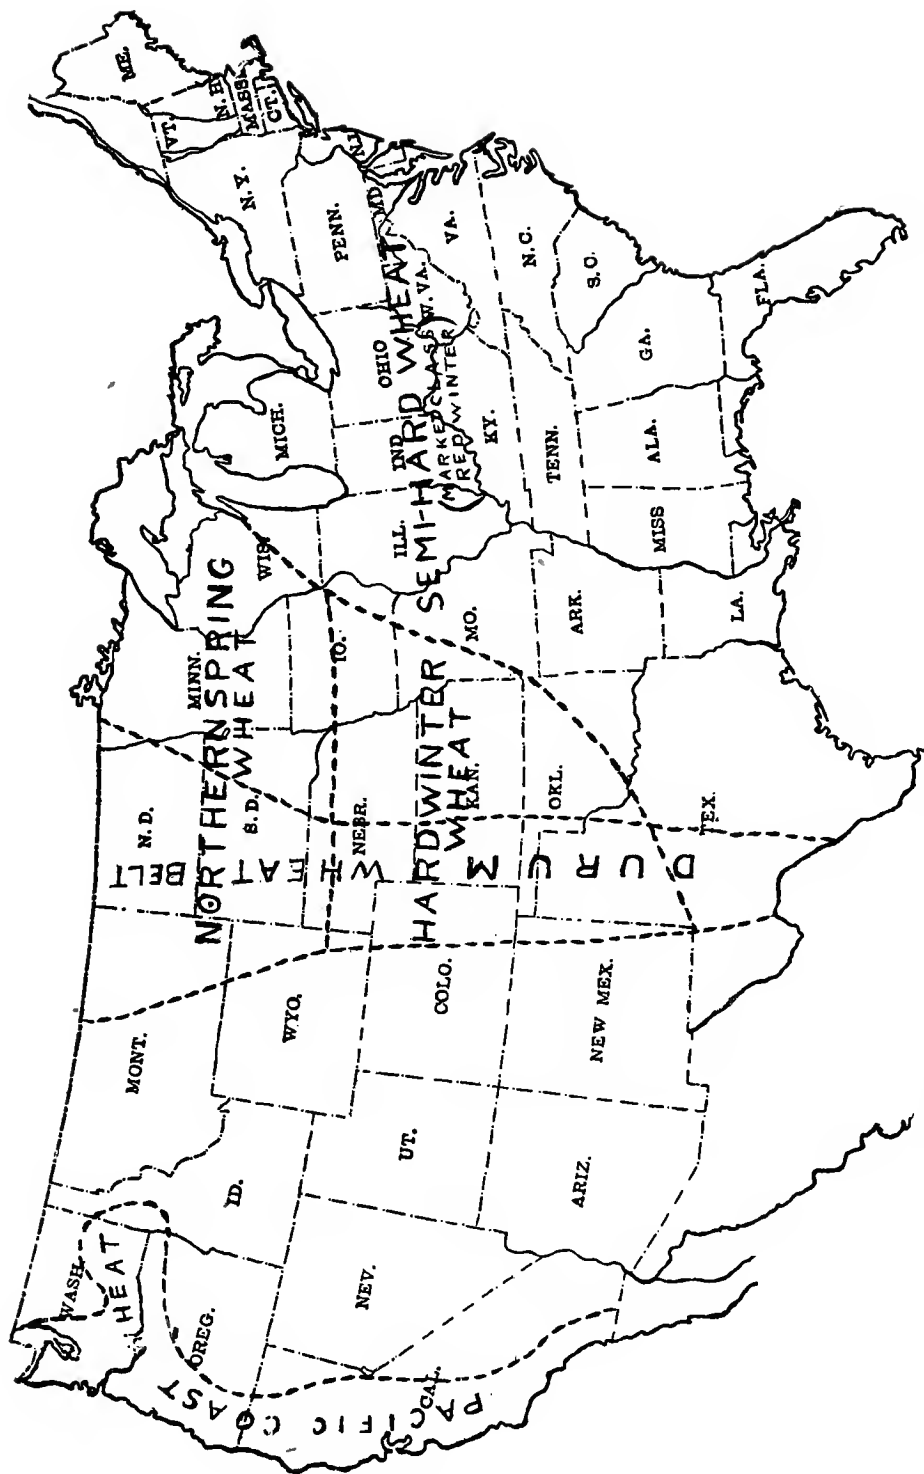 WASH.
MONT.
N.D.
MINN.
WIS.
MICH.
N.Y.
VT.
N.H
ME.
MASS
CT.
OREG.
ID.
WYO.
S.D.
NEBR.
IO.
ILL.
IND
OHIO
PENN.
N.J
MD
W.VA.
VA.
NEV.
UT.
COLO.
KAN.
MO.
KY.
CAL.
ARIZ.
NEW MEX.
OKL.
ARK.
TENN.
N.C.
S.C.
TEX.
LA.
MISS
ALA.
GA.
FLA.
NORTHERN SPRING
WHEAT
HARD WINTER
WHEAT
SEMI-HARD WHEAT
(MARKED CLASS
RED WINTER)
DURUM WHEAT BELT
PACIFIC COAST
HEAT